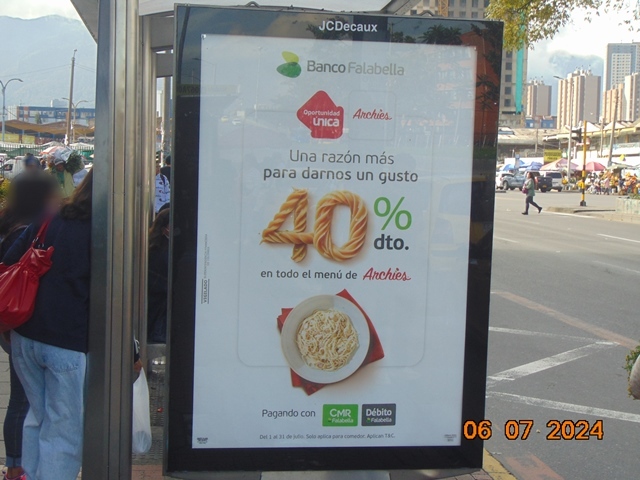 JCDecaux
Banco Falabella
Oportunidad
única
Archies
Una razón más
para darnos un gusto
40%
dto.
en todo el menú de Archies
Pagando con CMR Falabella Débito Falabella
Del 1 al 31 de Julio. Solo aplica para comedor. Aplican T&C.
06 07 2024